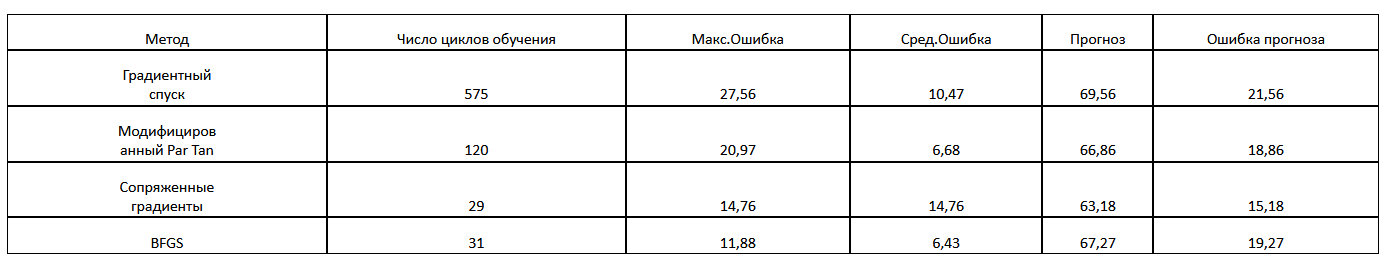 Метод Число циклов обучения Макс.Ошибка Сред.Ошибка Прогноз Ошибка прогноза
Градиентный
спуск 575 27,56 10,47 69,56 21,56
Модифициров
анный Par Tan 120 20,97 6,68 66,86 18,86
Сопряженные
градиенты 29 14,76 14,76 63,18 15,18
BFGS 31 11,88 6,43 67,27 19,27